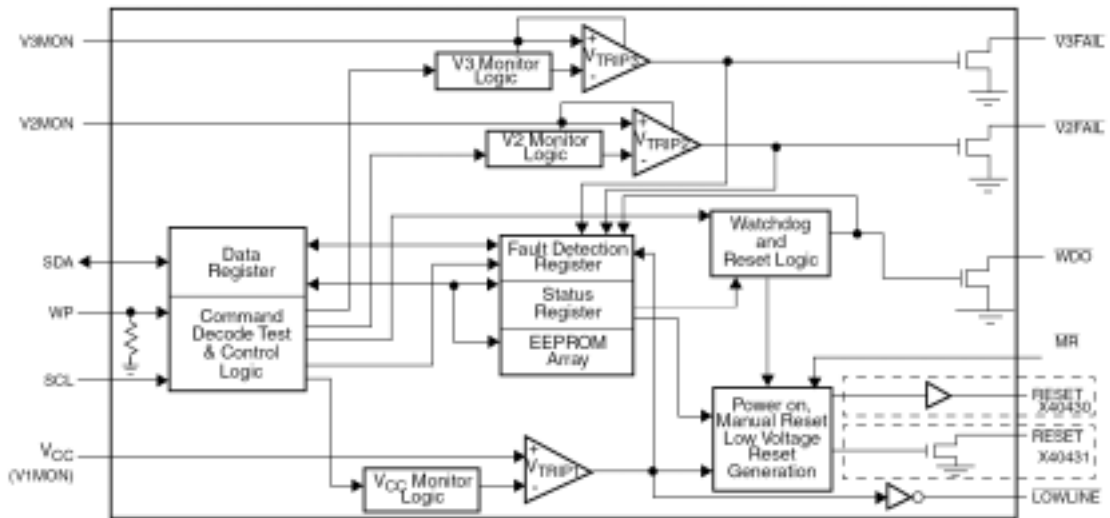 V3MON
V3 Monitor
Logic
+
VTRIP3
-
V3FAIL
V2MON
V2 Monitor
Logic
+
VTRIP2
-
V2FAIL
SDA
WP
SCL
Data
Register
Command
Decode Test
& Control
Logic
Fault Detection
Register
Status
Register
EEPROM
Array
Watchdog
and
Reset Logic
WDO
MR
Power on,
Manual Reset
Low Voltage
Reset
Generation
RESET
X40430
RESET
X40431
LOWLINE
VCC
(V1MON)
VCC Monitor
Logic
+
VTRIP1
-